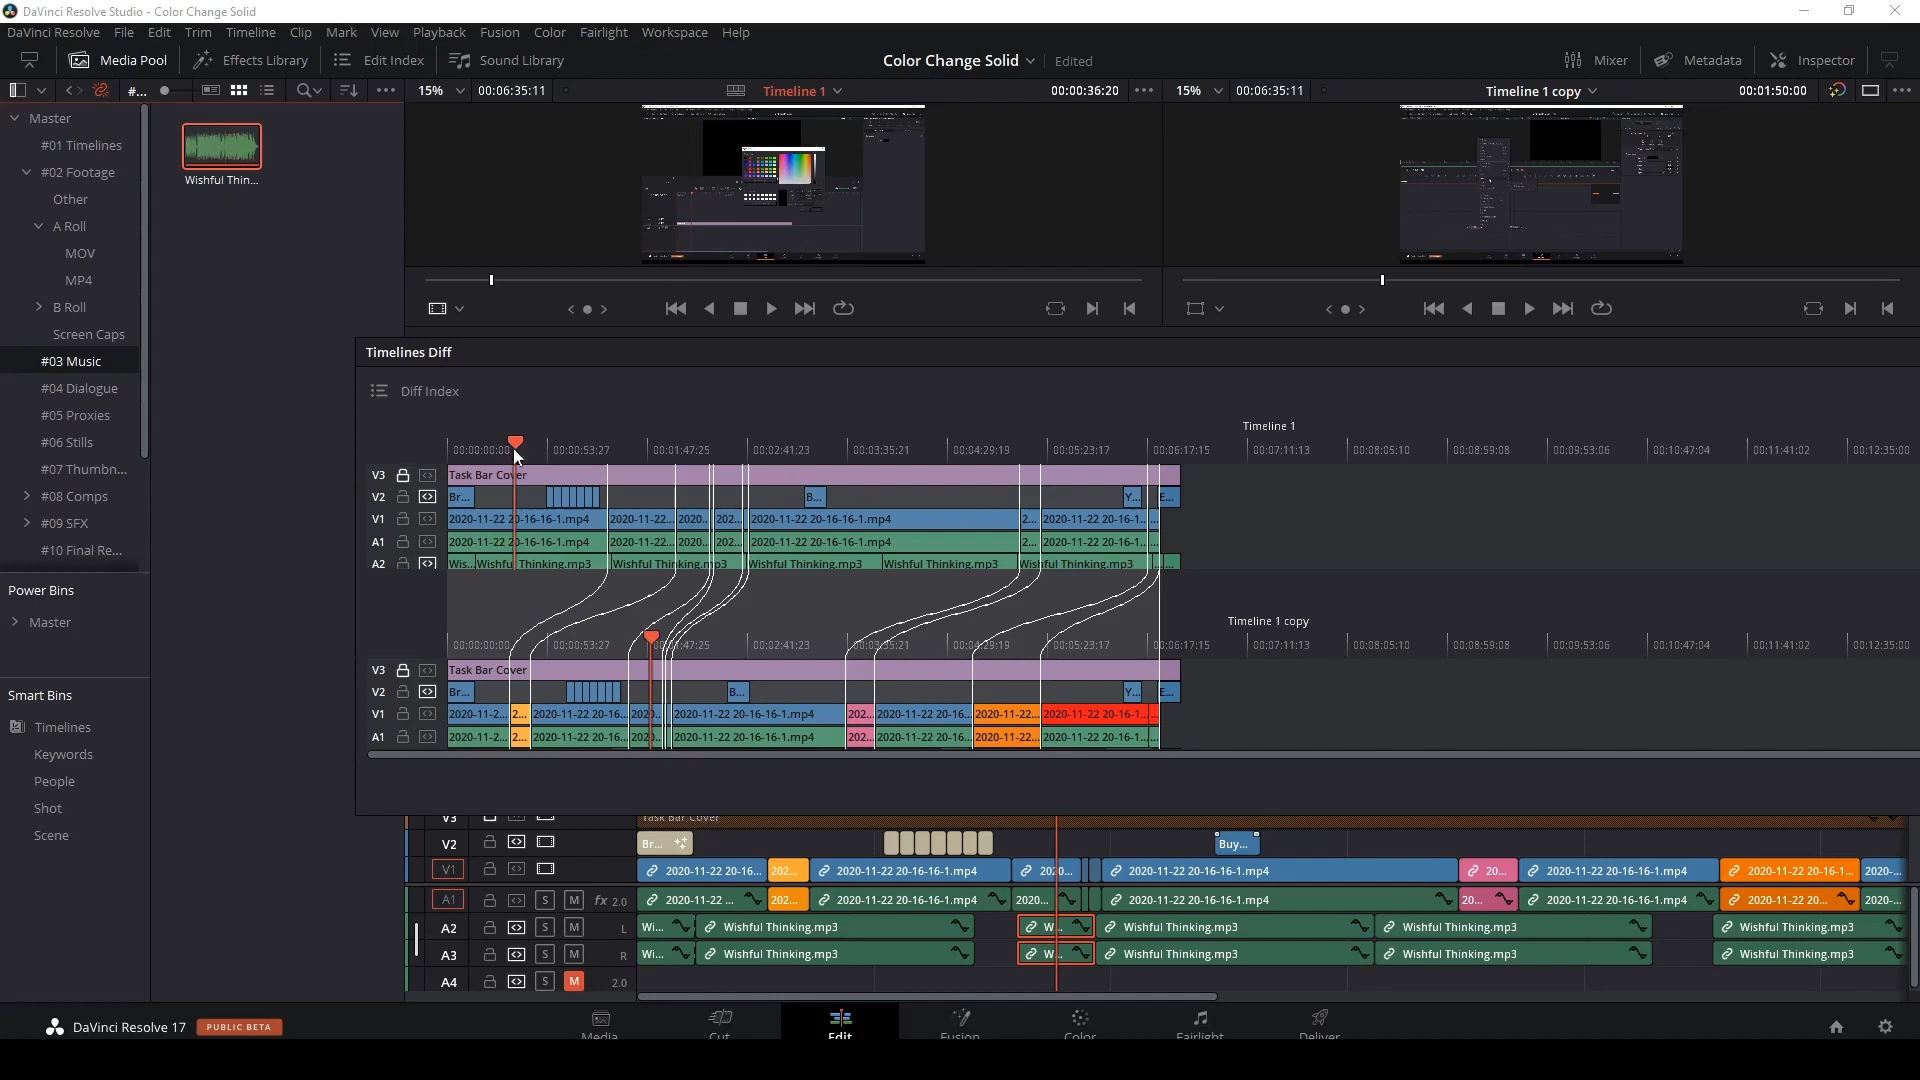 DaVinci Resolve Studio - Color Change Solid
DaVinci Resolve File Edit Trim Timeline Clip Mark View Playback Fusion Color Fairlight Workspace Help
Media Pool Effects Library Edit Index Sound Library Color Change Solid Edited Mixer Metadata Inspector
#... 15% 00:06:35:11 Timeline 1 00:00:36:20 15% 00:06:35:11 Timeline 1 copy 00:01:50:00
Master
#01 Timelines
#02 Footage
Other
A Roll
MOV
MP4
B Roll
Screen Caps
#03 Music
#04 Dialogue
#05 Proxies
#06 Stills
#07 Thumbn...
#08 Comps
#09 SFX
#10 Final Re...
Wishful Thin...
Power Bins
Master
Smart Bins
Timelines
Keywords
People
Shot
Scene
Timelines Diff
Diff Index
Timeline 1
00:00:00:00 00:00:53:27 00:01:47:25 00:02:41:23 00:03:35:21 00:04:29:19 00:05:23:17 00:06:17:15 00:07:11:13 00:08:05:10 00:08:59:08 00:09:53:06 00:10:47:04 00:11:41:02 00:12:35:00
V3 Task Bar Cover
V2 Br... B... Y... E...
V1 2020-11-22 20-16-16-1.mp4 2020-11-22... 2020... 202... 2020-11-22 20-16-16-1.mp4 2... 2020-11-22 20-16-1... ...
A1 2020-11-22 20-16-16-1.mp4 2020-11-22... 2020... 202... 2020-11-22 20-16-16-1.mp4 2... 2020-11-22 20-16-1... ...
A2 Wis... Wishful Thinking.mp3 Wishful Thinking.mp3 Wishful Thinking.mp3 Wishful Thinking.mp3 Wishful Thinking.mp3 ...
Timeline 1 copy
00:00:00:00 00:00:53:27 :47:25 00:02:41:23 00:03:35:21 00:04:29:19 00:05:23:17 00:06:17:15 00:07:11:13 00:08:05:10 00:08:59:08 00:09:53:06 00:10:47:04 00:11:41:02 00:12:35:00
V3 Task Bar Cover
V2 Br... B... Y... E...
V1 2020-11-2... 2... 2020-11-22 20-16... 2020... 2020-11-22 20-16-16-1.mp4 202... 2020-11-22 20-16... 2020-11-22... 2020-11-22 20-16-1... ...
A1 2020-11-2... 2... 2020-11-22 20-16... 2020... 2020-11-22 20-16-16-1.mp4 202... 2020-11-22 20-16... 2020-11-22... 2020-11-22 20-16-1... ...
V3 Task Bar Cover
V2 Br... Buy...
V1 2020-11-22 20-16... 202... 2020-11-22 20-16-16-1.mp4 2020... 2020-11-22 20-16-16-1.mp4 20... 2020-11-22 20-16-16-1.mp4 2020-11-22 20-16-1... 2020-...
A1 S M fx 2.0 2020-11-22 ... 202... 2020-11-22 20-16-16-1.mp4 2020... 2020-11-22 20-16-16-1.mp4 20... 2020-11-22 20-16-16-1.mp4 2020-11-22 20... 2020-...
A2 S M L Wi... Wishful Thinking.mp3 W... Wishful Thinking.mp3 Wishful Thinking.mp3 Wishful Thinking.mp3
A3 S M R Wi... Wishful Thinking.mp3 W... Wishful Thinking.mp3 Wishful Thinking.mp3 Wishful Thinking.mp3
A4 S M 2.0
DaVinci Resolve 17 PUBLIC BETA Media Cut Edit Fusion Color Fairlight Deliver